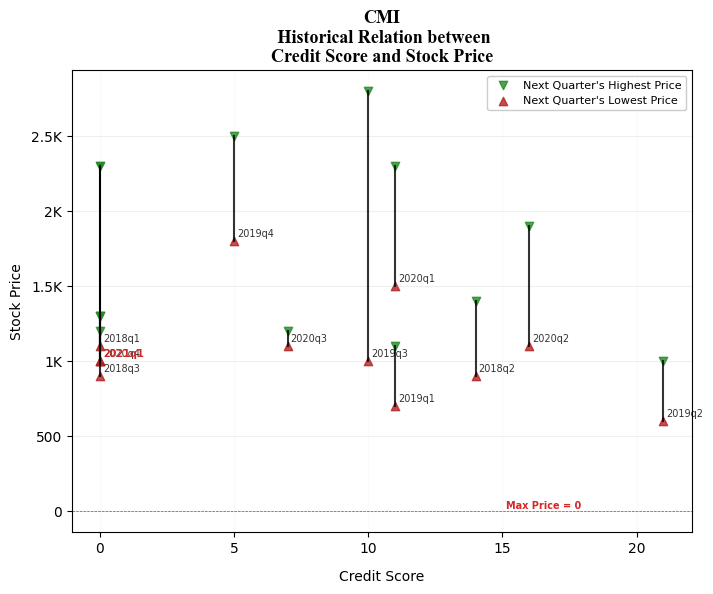 CMI
Historical Relation between
Credit Score and Stock Price
Next Quarter's Highest Price
Next Quarter's Lowest Price
2.5K
2K
1.5K
1K
500
0
Stock Price
2019q4
2020q1
2018q1
2020q3
2020q2
2019q3
2018q3
2018q2
2019q1
2019q2
Max Price = 0
0
5
10
15
20
Credit Score